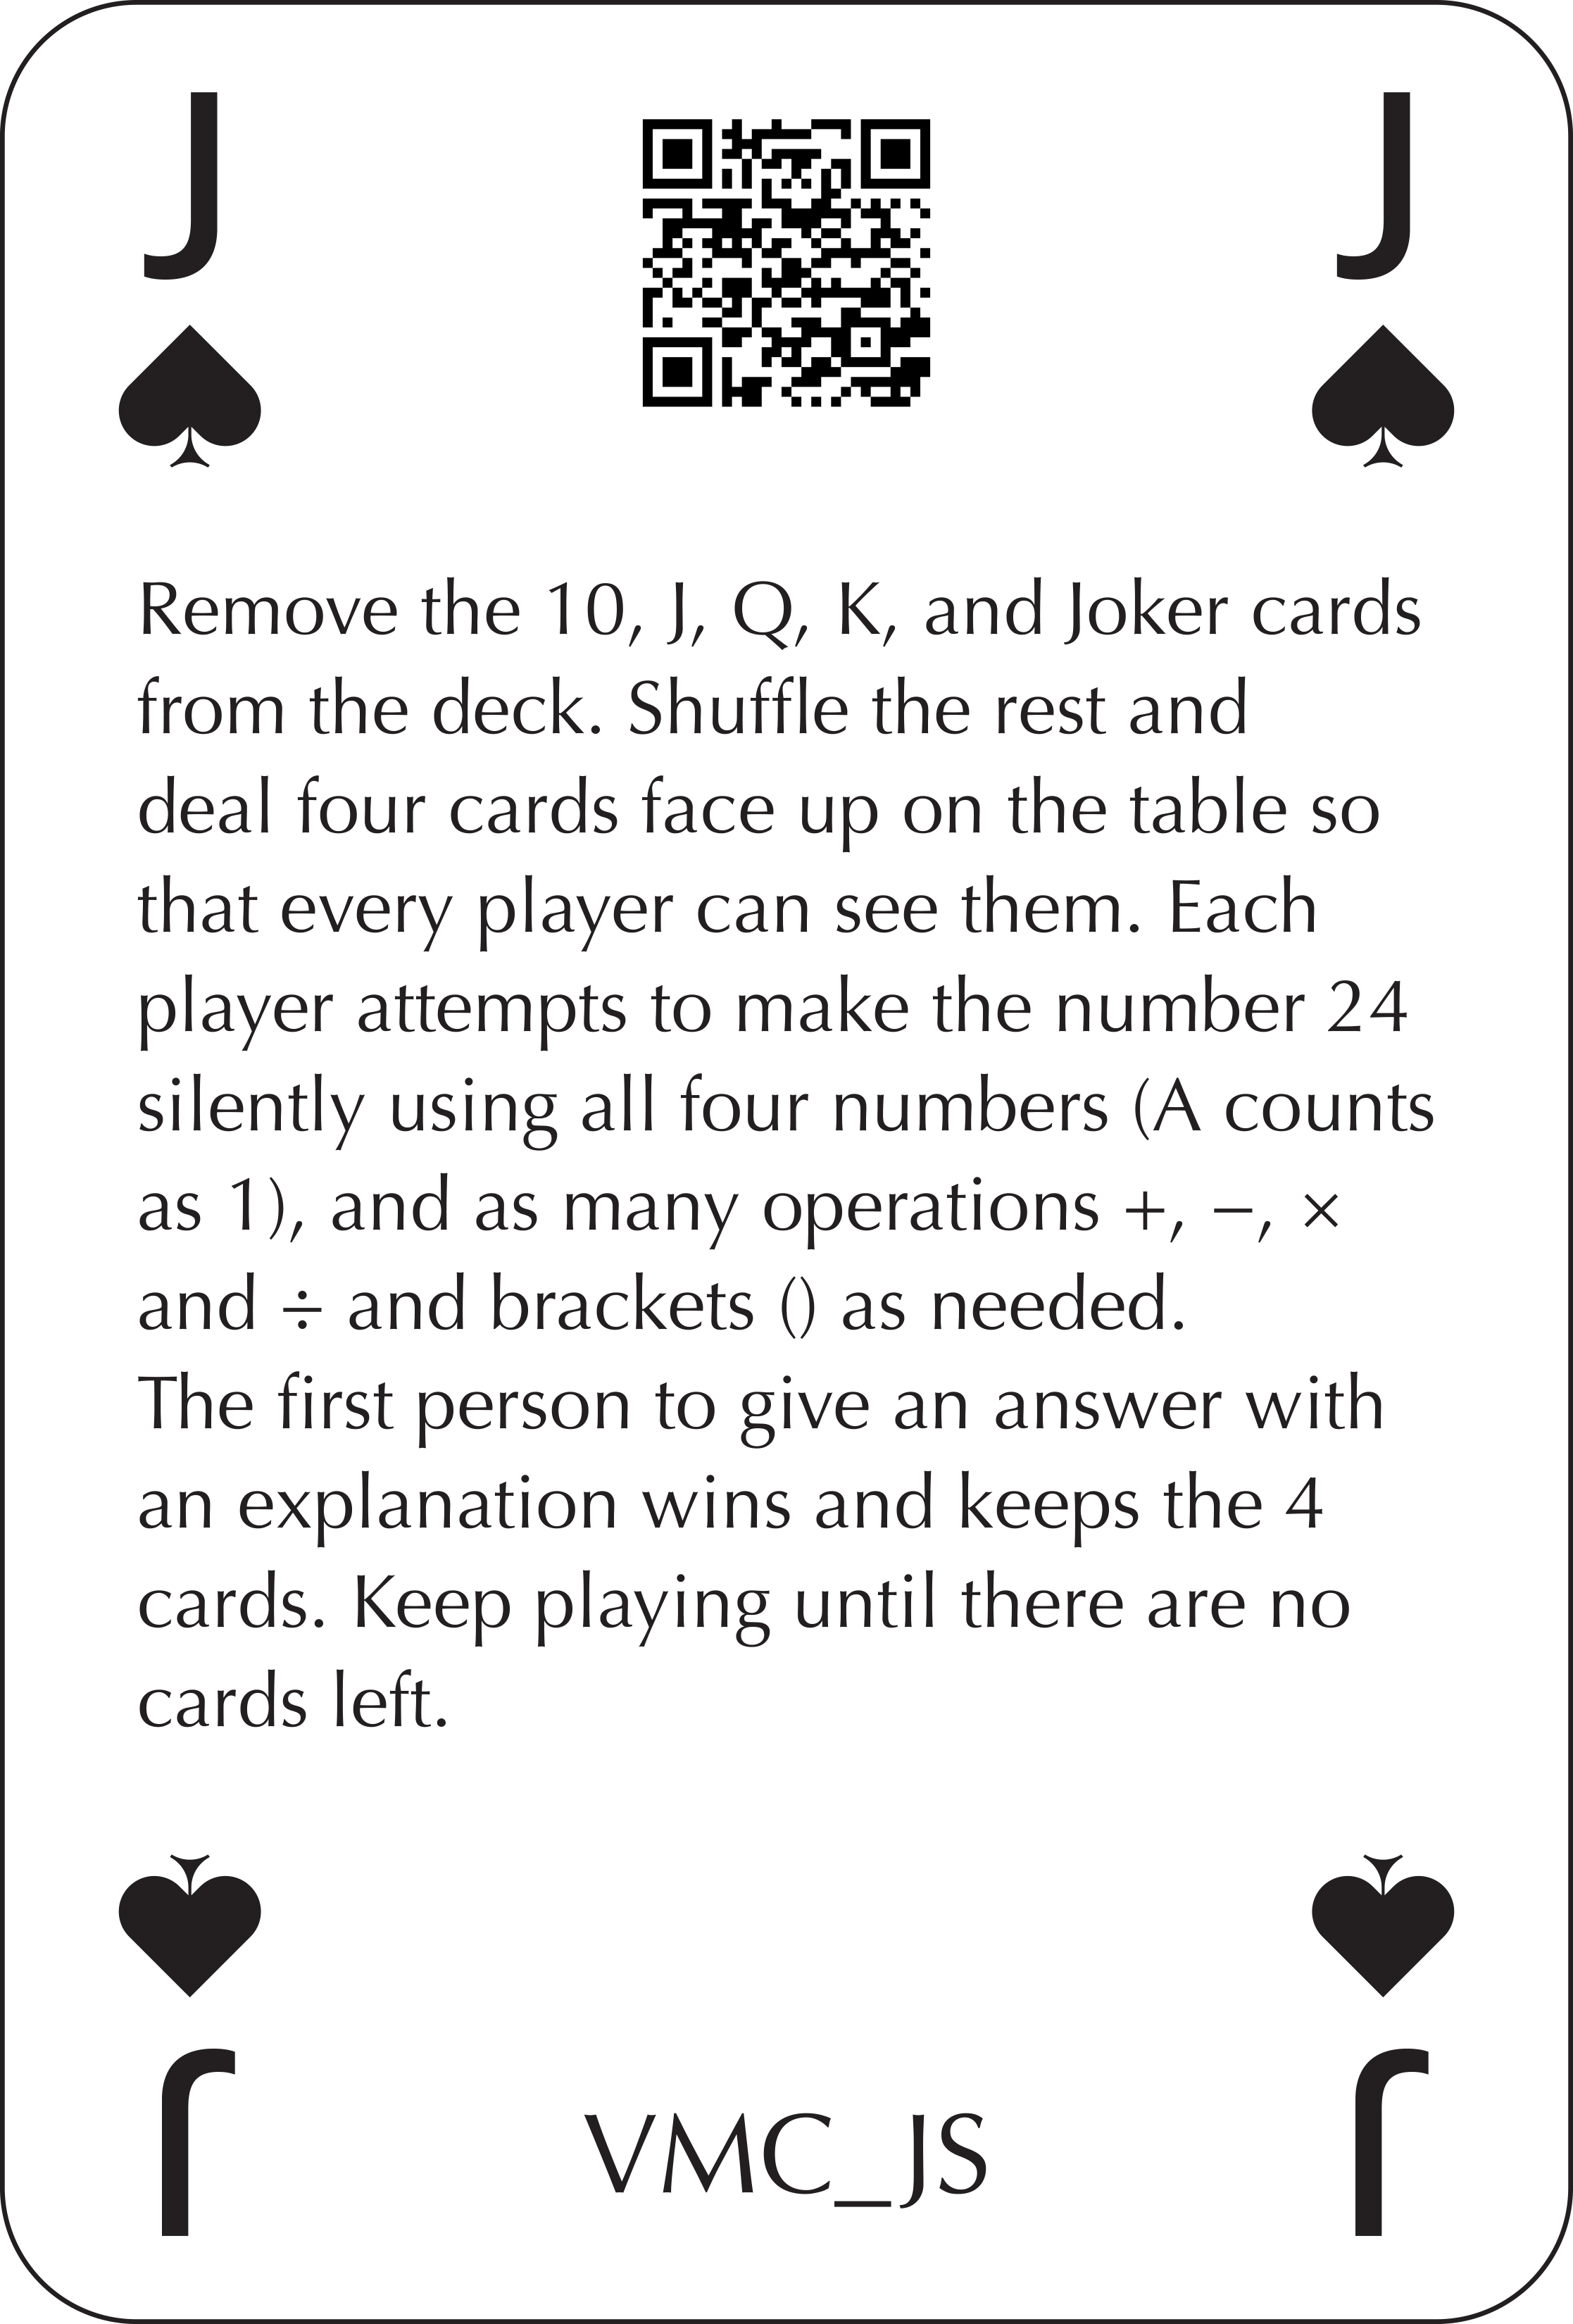 J J
Remove the 10, J, Q, K, and Joker cards
from the deck. Shuffle the rest and
deal four cards face up on the table so
that every player can see them. Each
player attempts to make the number 24
silently using all four numbers (A counts
as 1), and as many operations +, −, ×
and ÷ and brackets () as needed.
The first person to give an answer with
an explanation wins and keeps the 4
cards. Keep playing until there are no
cards left.
J VMC_JS J